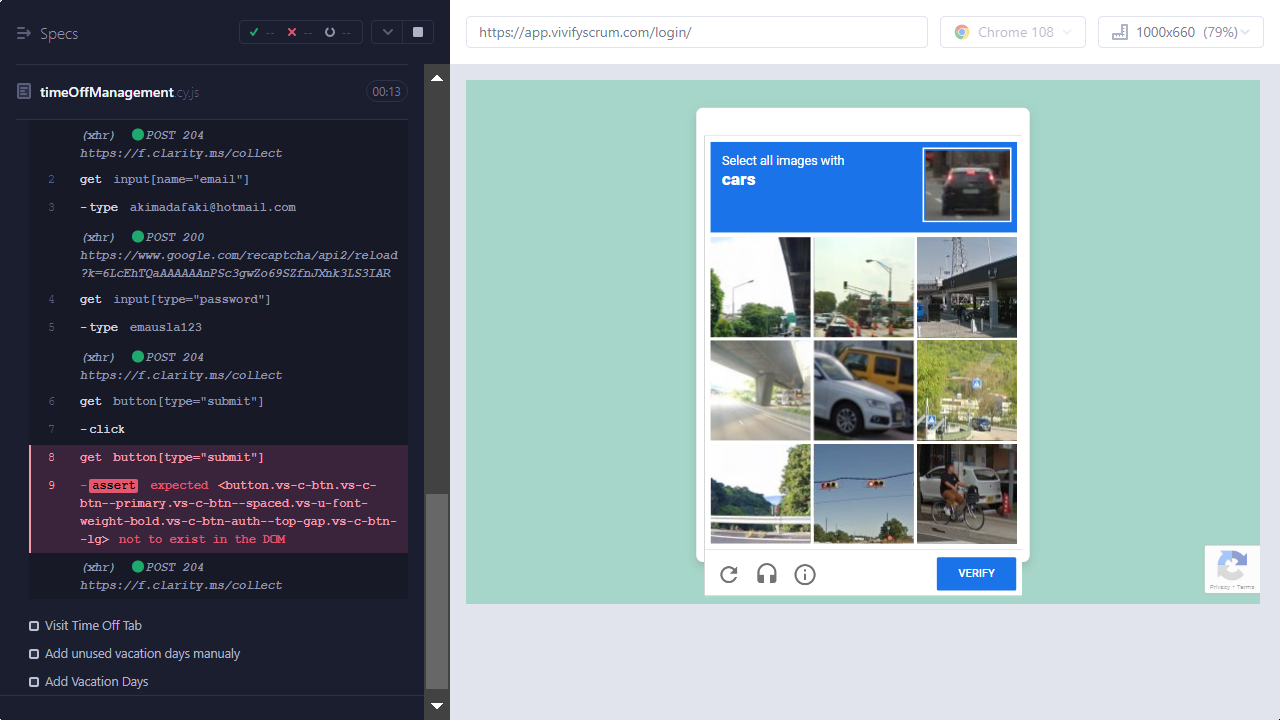 Specs
--
--
--
timeOffManagement.cy.js
00:13
(xhr) POST 204
https://f.clarity.ms/collect
2 get input[name="email"]
3 -type akimadafaki@hotmail.com
(xhr) POST 200
https://www.google.com/recaptcha/api2/reload
?k=6LcEhTQaAAAAAAnPSc3gwZo69SZfnJXnk3LS3IAR
4 get input[type="password"]
5 -type emausla123
(xhr) POST 204
https://f.clarity.ms/collect
6 get button[type="submit"]
7 -click
8 get button[type="submit"]
9 -assert expected <button.vs-c-btn.vs-c-
btn--primary.vs-c-btn--spaced.vs-u-font-
weight-bold.vs-c-btn-auth--top-gap.vs-c-btn-
-lg> not to exist in the DOM
(xhr) POST 204
https://f.clarity.ms/collect
Visit Time Off Tab
Add unused vacation days manualy
Add Vacation Days
https://app.vivifyscrum.com/login/
Chrome 108
1000x660 (79%)
Select all images with
cars
VERIFY
Privacy - Terms